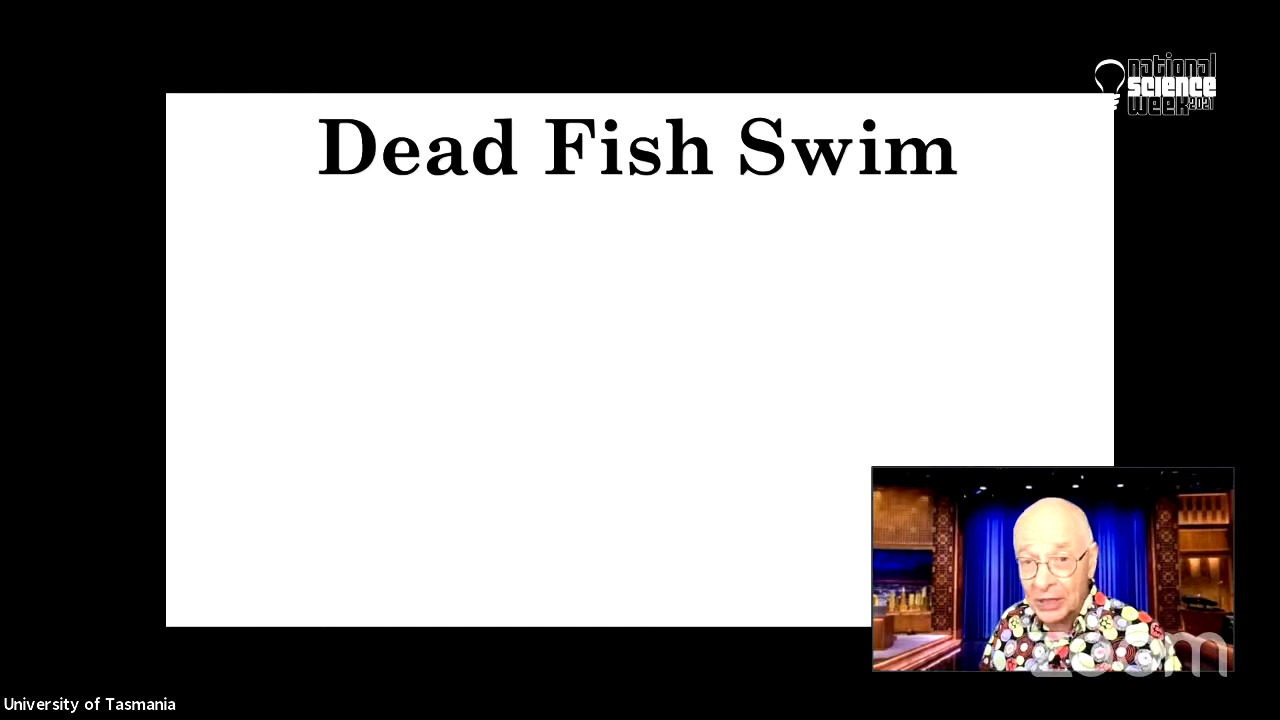 national
science
week 2021
Dead Fish Swim
zoom
University of Tasmania